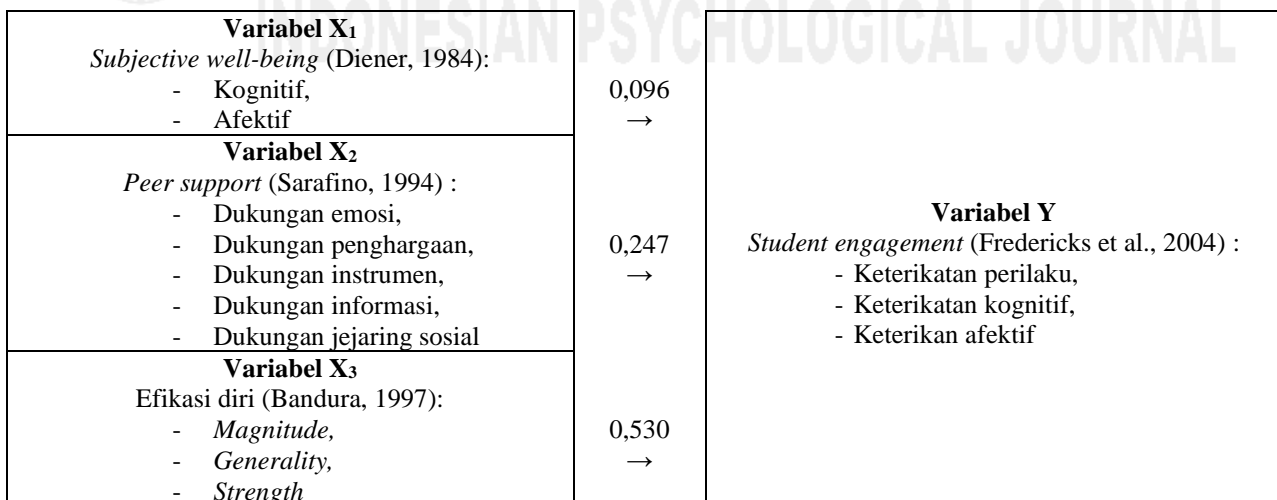 INDONESIAN PSYCHOLOGICAL JOURNAL
Variabel X₁
Subjective well-being (Diener, 1984):
- Kognitif,
- Afektif
0,096
→
Variabel X₂
Peer support (Sarafino, 1994) :
- Dukungan emosi,
- Dukungan penghargaan,
- Dukungan instrumen,
- Dukungan informasi,
- Dukungan jejaring sosial
0,247
→
Variabel X₃
Efikasi diri (Bandura, 1997):
- Magnitude,
- Generality,
- Strength
0,530
→
Variabel Y
Student engagement (Fredericks et al., 2004) :
- Keterikatan perilaku,
- Keterikatan kognitif,
- Keterikan afektif